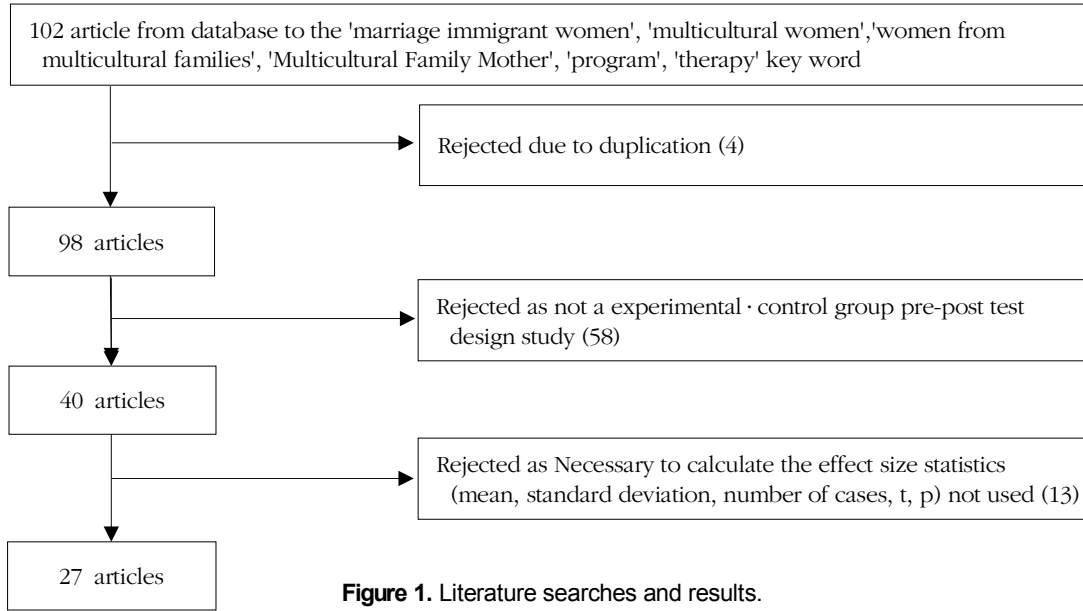 102 article from database to the 'marriage immigrant women', 'multicultural women','women from
multicultural families', 'Multicultural Family Mother', 'program', 'therapy' key word
Rejected due to duplication (4)
98 articles
Rejected as not a experimental · control group pre-post test
design study (58)
40 articles
Rejected as Necessary to calculate the effect size statistics
(mean, standard deviation, number of cases, t, p) not used (13)
27 articles
Figure 1. Literature searches and results.